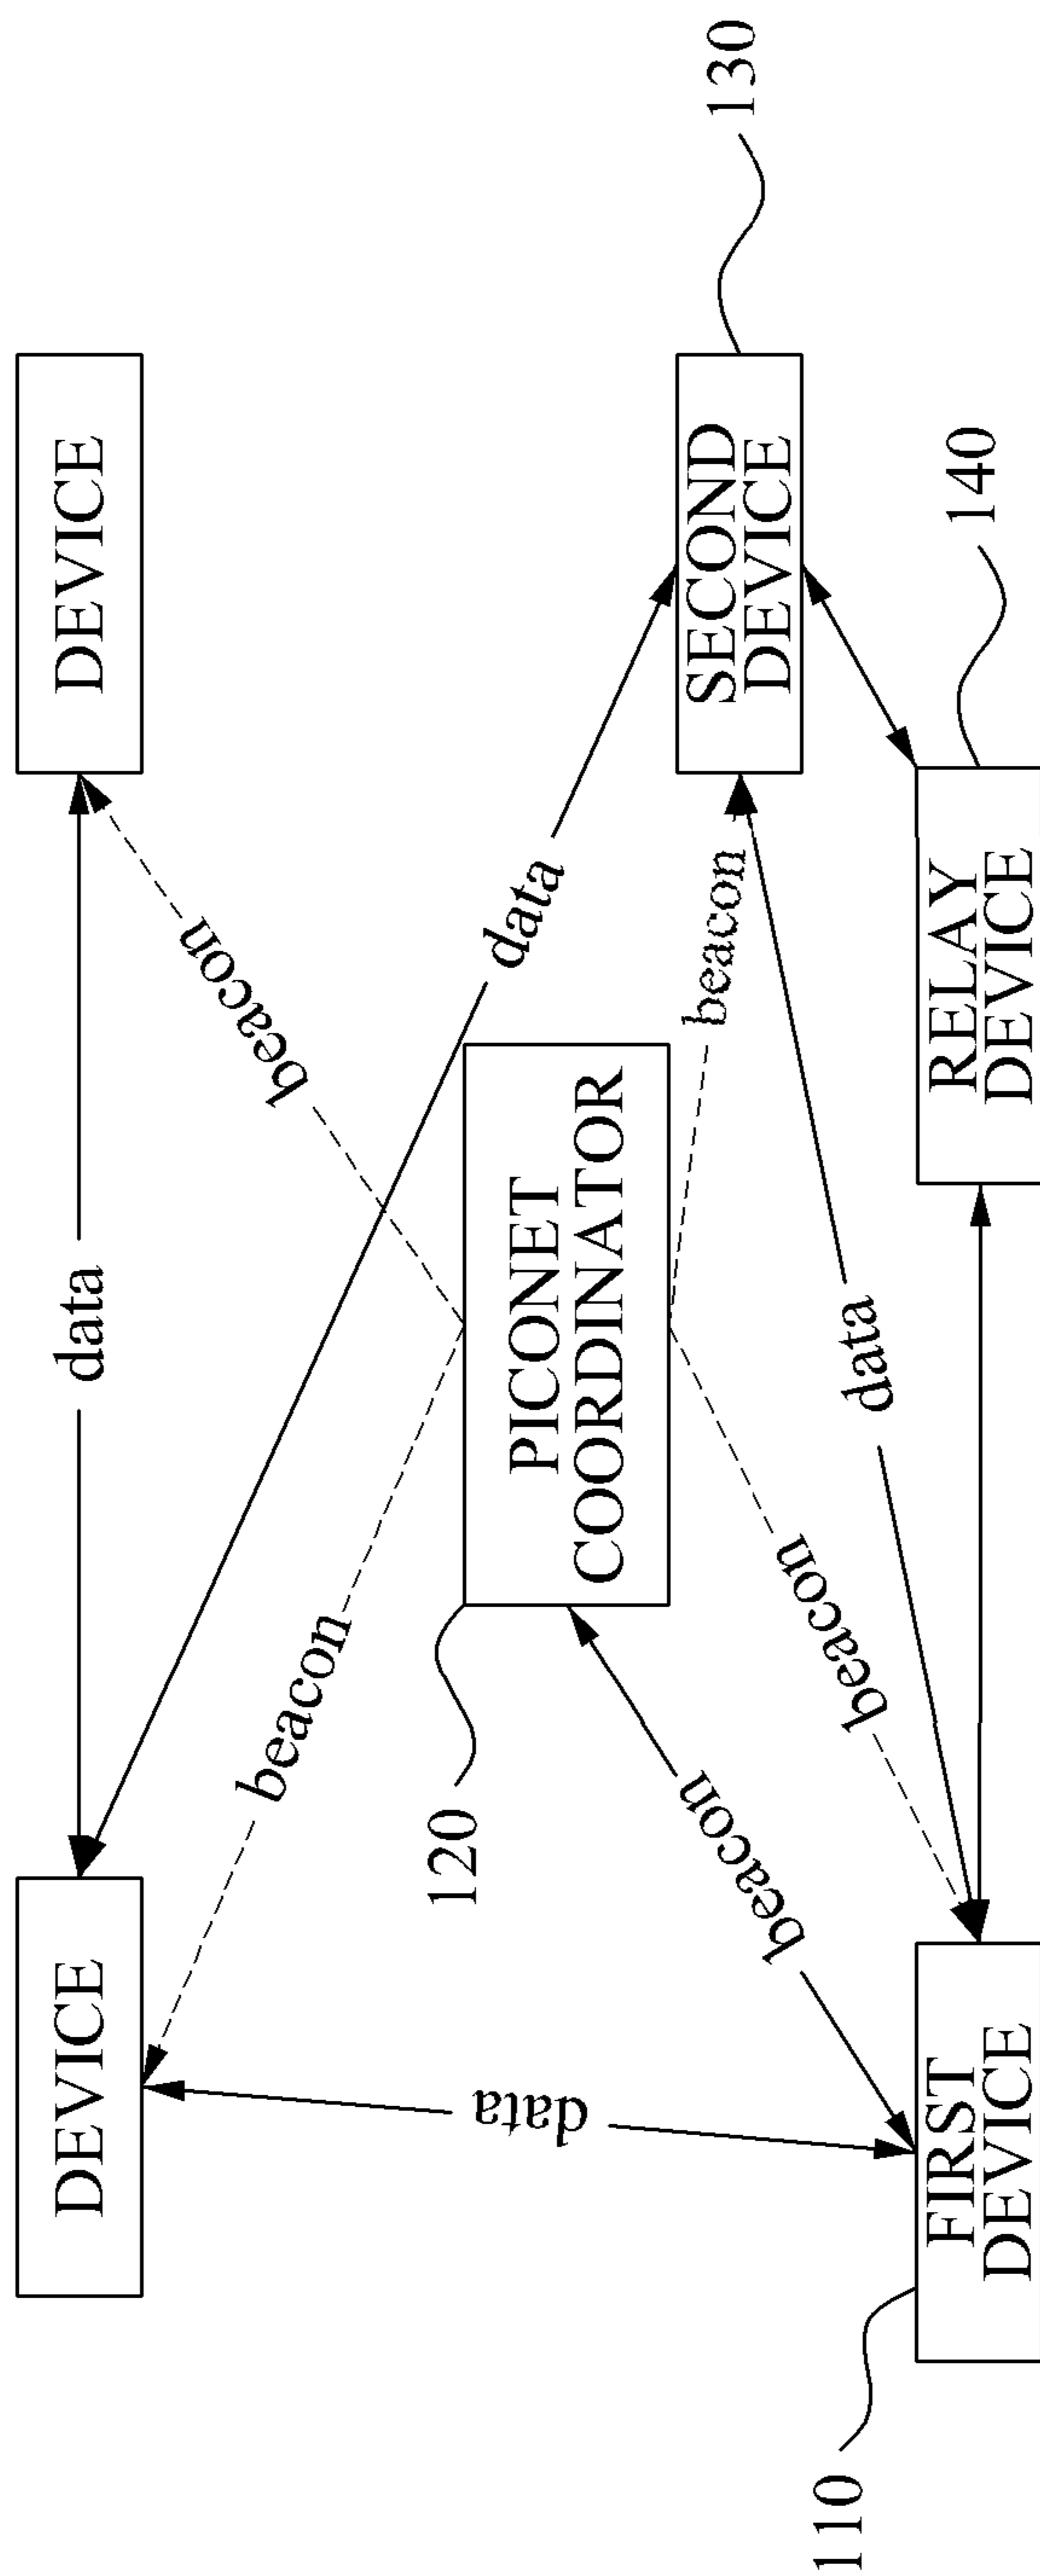 DEVICE
data
DEVICE
beacon
beacon
120
data
data
PICONET
COORDINATOR
beacon
beacon
beacon
SECOND
DEVICE
130
110
data
FIRST
DEVICE
RELAY
DEVICE
140